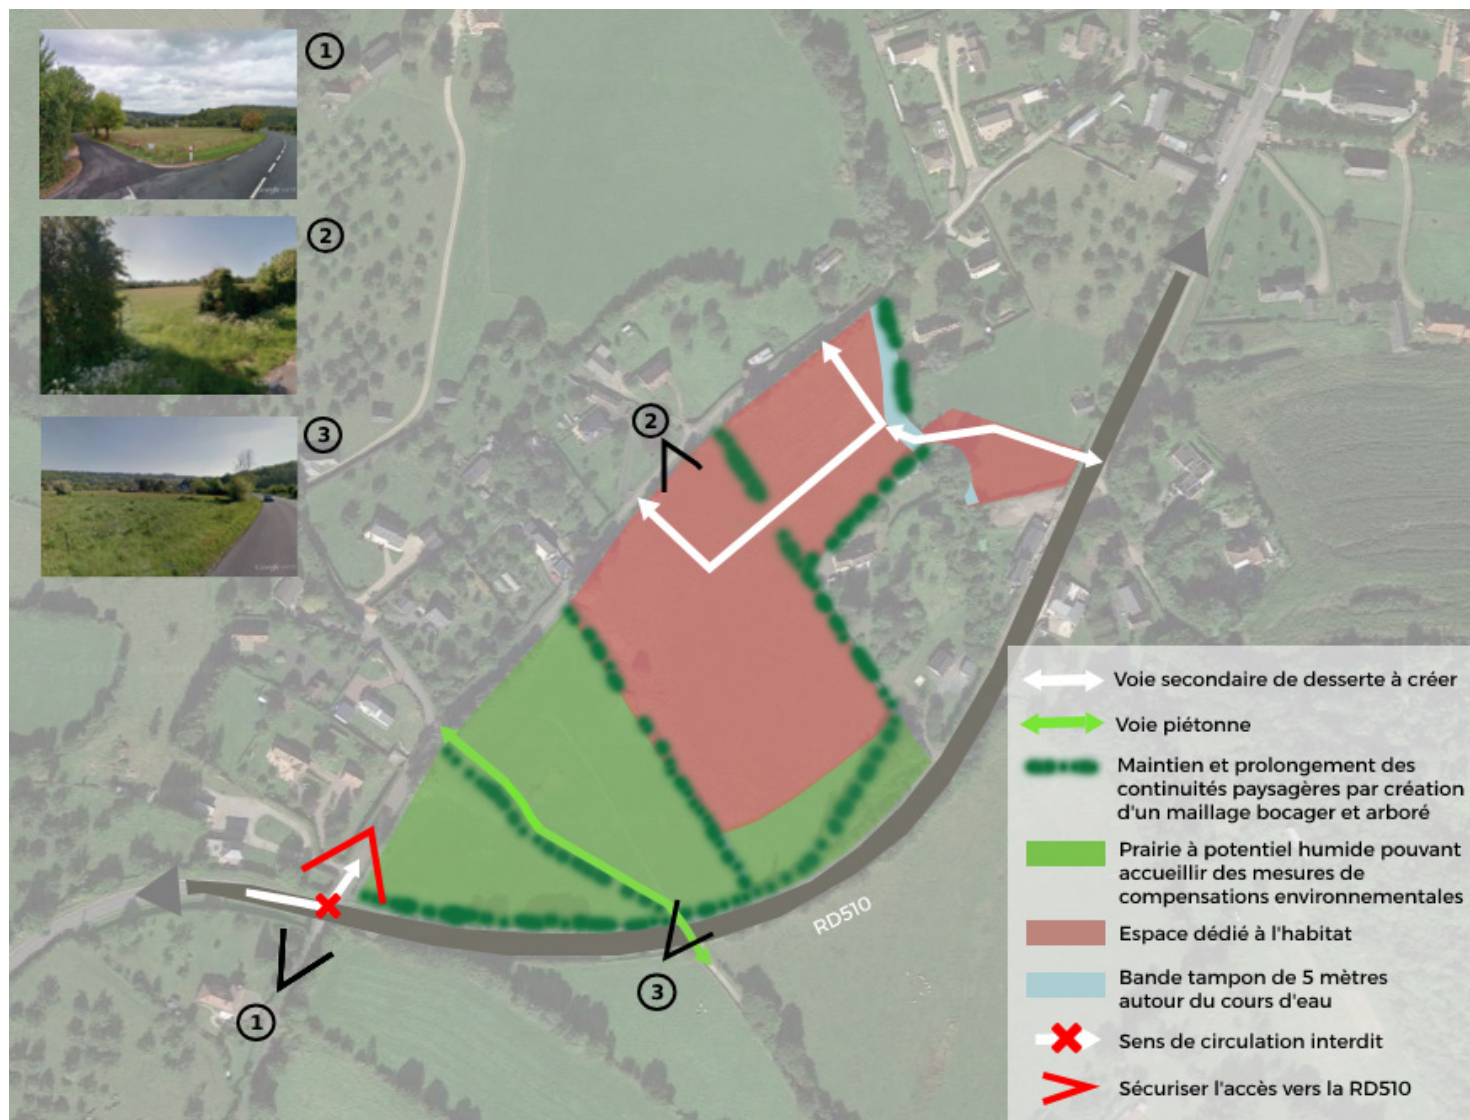 1
2
3
2
1
3
RD510
Voie secondaire de desserte à créer
Voie piétonne
Maintien et prolongement des
continuités paysagères par création
d'un maillage bocager et arboré
Prairie à potentiel humide pouvant
accueillir des mesures de
compensations environnementales
Espace dédié à l'habitat
Bande tampon de 5 mètres
autour du cours d'eau
Sens de circulation interdit
Sécuriser l'accès vers la RD510